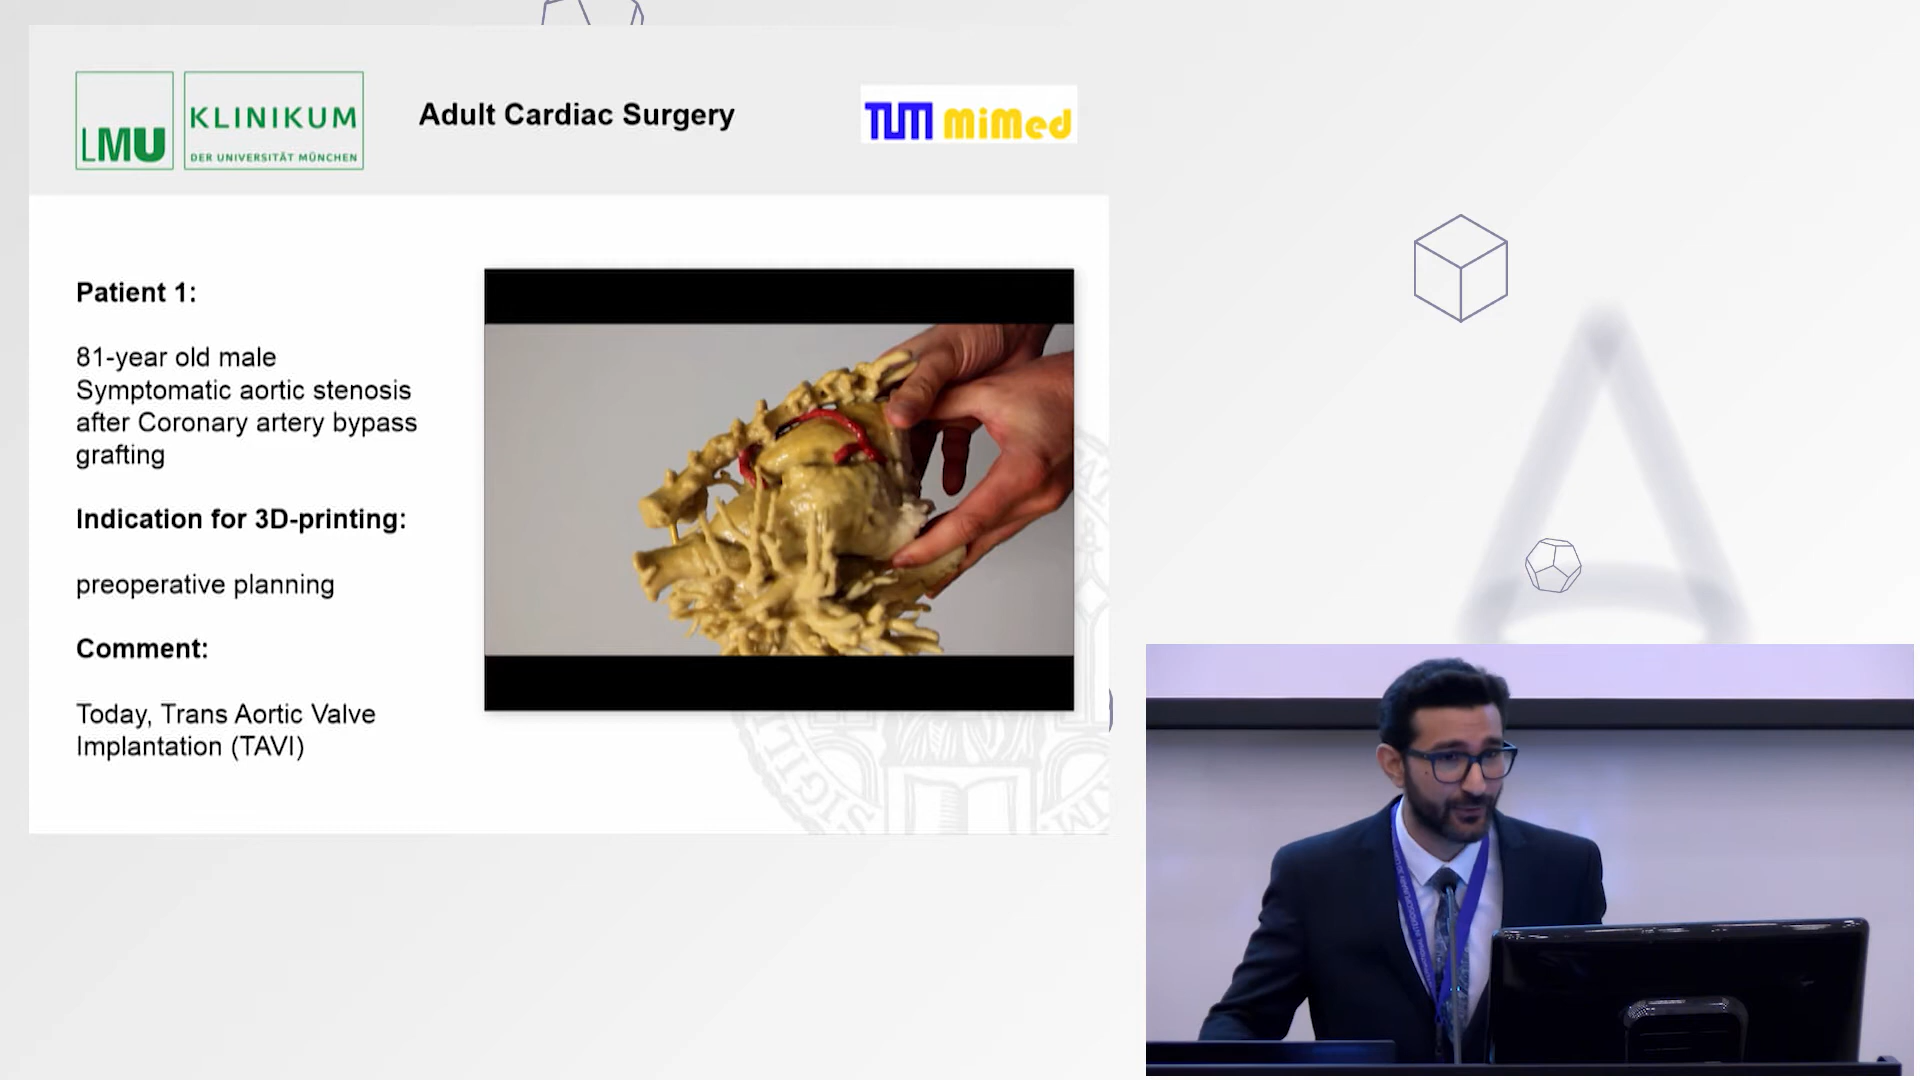 LMU
KLINIKUM
DER UNIVERSITÄT MÜNCHEN
Adult Cardiac Surgery
TUM MiMed
Patient 1:
81-year old male
Symptomatic aortic stenosis
after Coronary artery bypass
grafting
Indication for 3D-printing:
preoperative planning
Comment:
Today, Trans Aortic Valve
Implantation (TAVI)
SIGIL